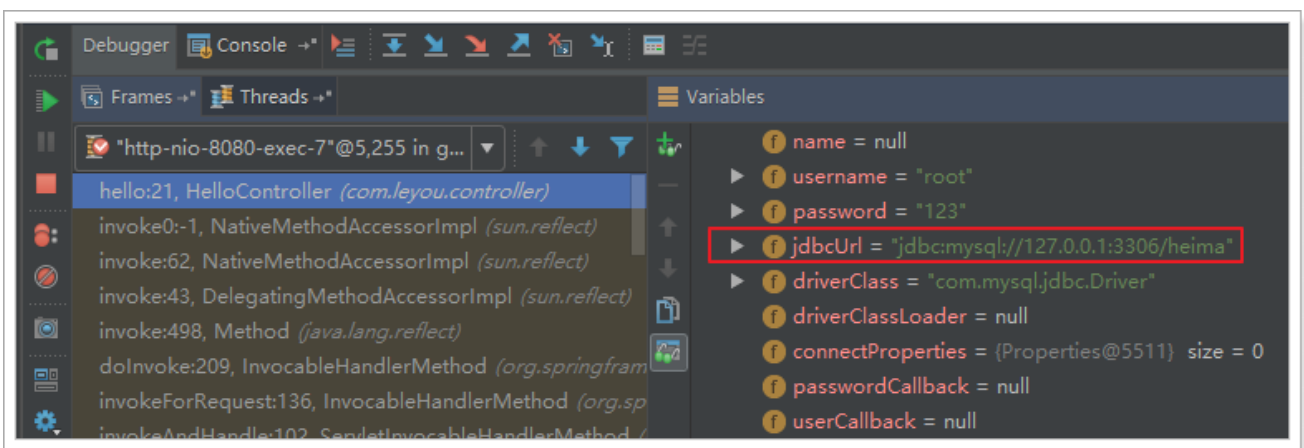 Debugger Console
Frames Threads
Variables
"http-nio-8080-exec-7"@5,255 in g...
hello:21, HelloController (com.leyou.controller)
invoke0:-1, NativeMethodAccessorImpl (sun.reflect)
invoke:62, NativeMethodAccessorImpl (sun.reflect)
invoke:43, DelegatingMethodAccessorImpl (sun.reflect)
invoke:498, Method (java.lang.reflect)
doInvoke:209, InvocableHandlerMethod (org.springfram
invokeForRequest:136, InvocableHandlerMethod (org.sp
invokeAndHandle:102, ServletInvocableHandlerMethod (
name = null
username = "root"
password = "123"
jdbcUrl = "jdbc:mysql://127.0.0.1:3306/heima"
driverClass = "com.mysql.jdbc.Driver"
driverClassLoader = null
connectProperties = {Properties@5511} size = 0
passwordCallback = null
userCallback = null